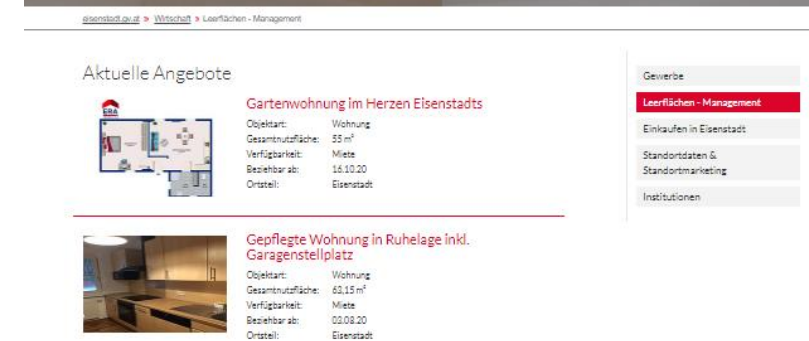 eisenstadt.gv.at » Wirtschaft » Leerflächen - Management
Aktuelle Angebote
ERA
Gartenwohnung im Herzen Eisenstadts
Objektart: Wohnung
Gesamtnutzfläche: 55 m²
Verfügbarkeit: Miete
Beziehbar ab: 16.10.20
Ortsteil: Eisenstadt
Gepflegte Wohnung in Ruhelage inkl.
Garagenstellplatz
Objektart: Wohnung
Gesamtnutzfläche: 63,15 m²
Verfügbarkeit: Miete
Beziehbar ab: 03.08.20
Ortsteil: Eisenstadt
Gewerbe
Leerflächen - Management
Einkaufen in Eisenstadt
Standortdaten &
Standortmarketing
Institutionen